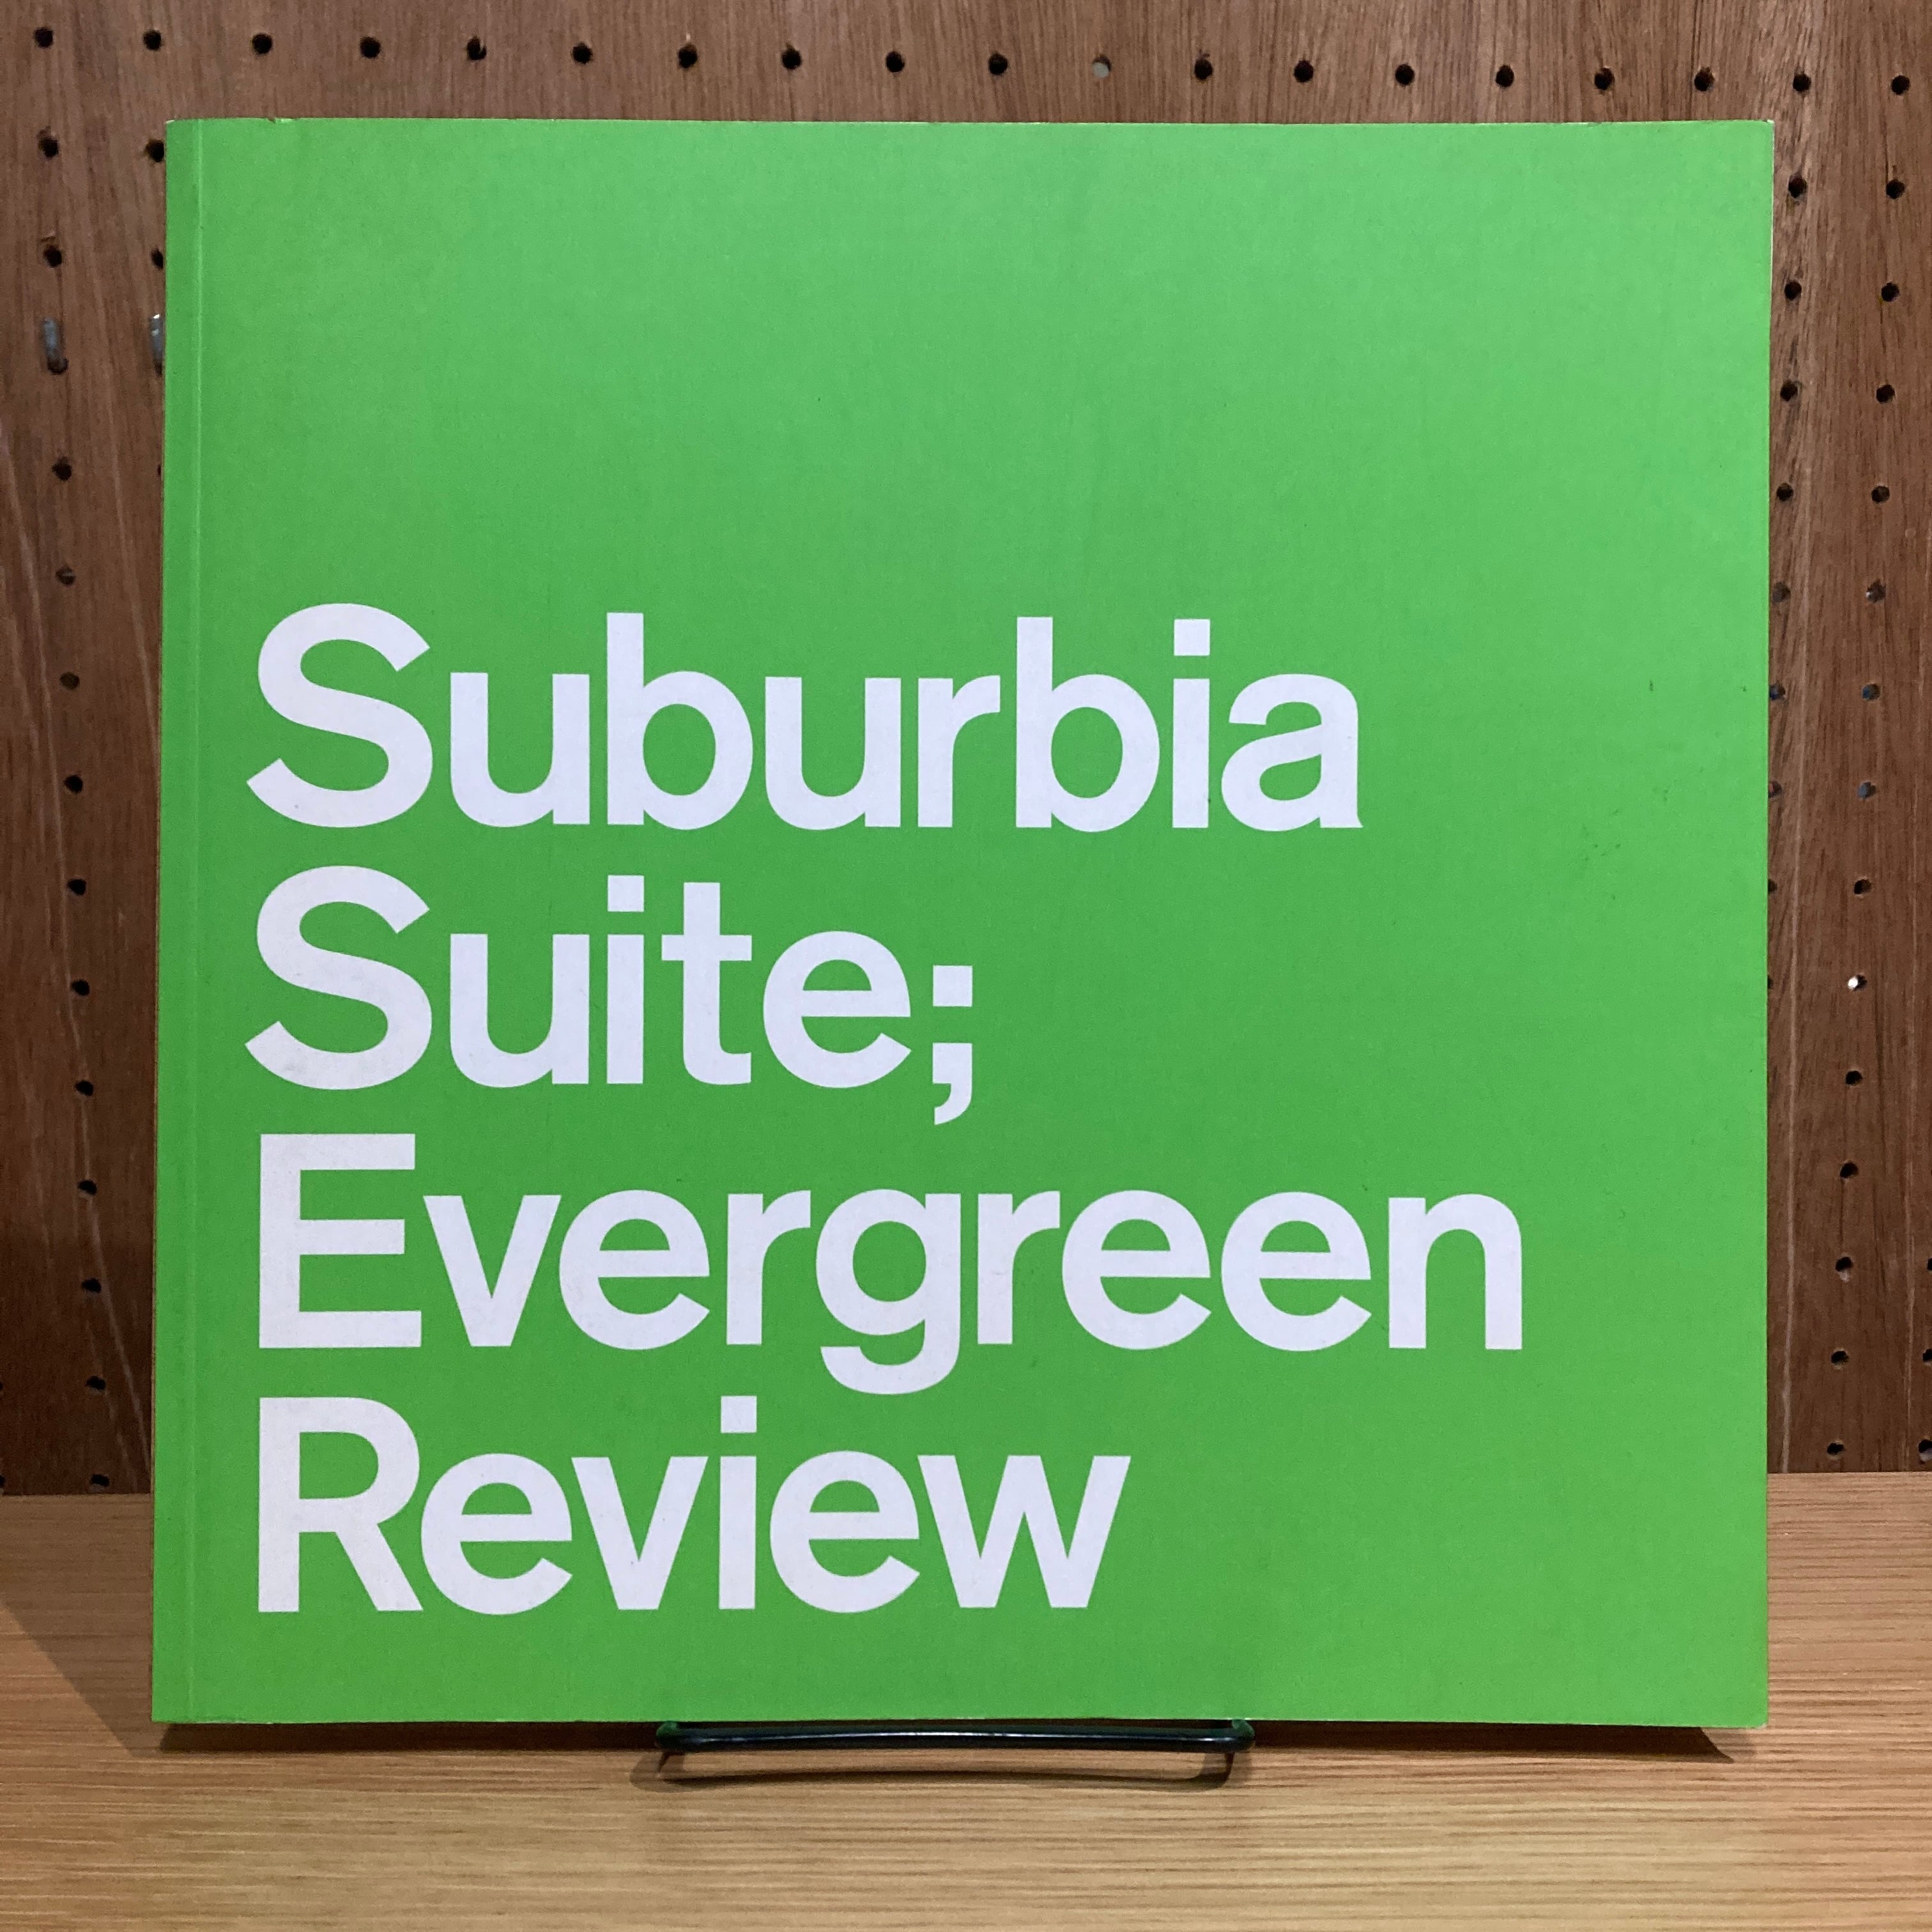 Suburbia
Suite;
Evergreen
Review